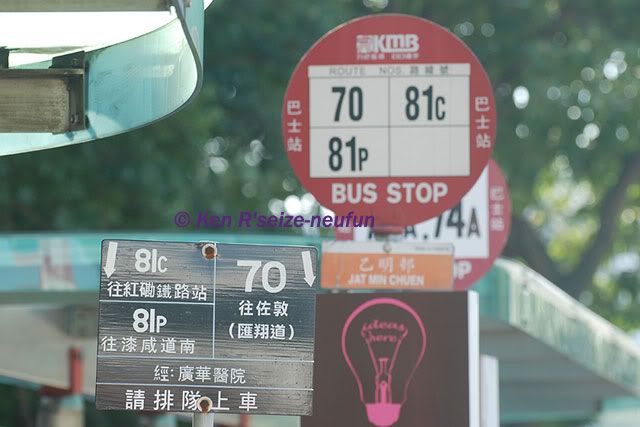 KMB
ROUTE NOS. 路線號
70 81C
81P
巴士站
巴士站
BUS STOP
74A
巴士站
© Ken R'seize-neufun
乙明邨
JAT MIN CHUEN
81C
往紅磡鐵路站
81P
往漆咸道南
70
往佐敦
(匯翔道)
經:廣華醫院
請排隊上車
ideas
here